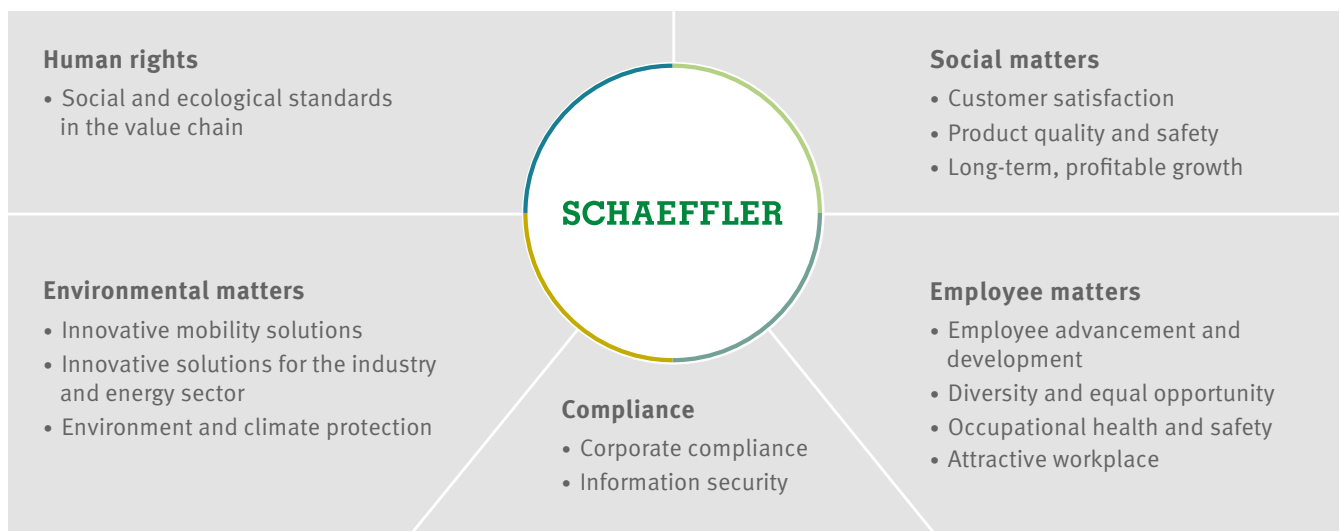 Human rights
• Social and ecological standards
in the value chain
Social matters
• Customer satisfaction
• Product quality and safety
• Long-term, profitable growth
SCHAEFFLER
Environmental matters
• Innovative mobility solutions
• Innovative solutions for the industry
and energy sector
• Environment and climate protection
Compliance
• Corporate compliance
• Information security
Employee matters
• Employee advancement and
development
• Diversity and equal opportunity
• Occupational health and safety
• Attractive workplace